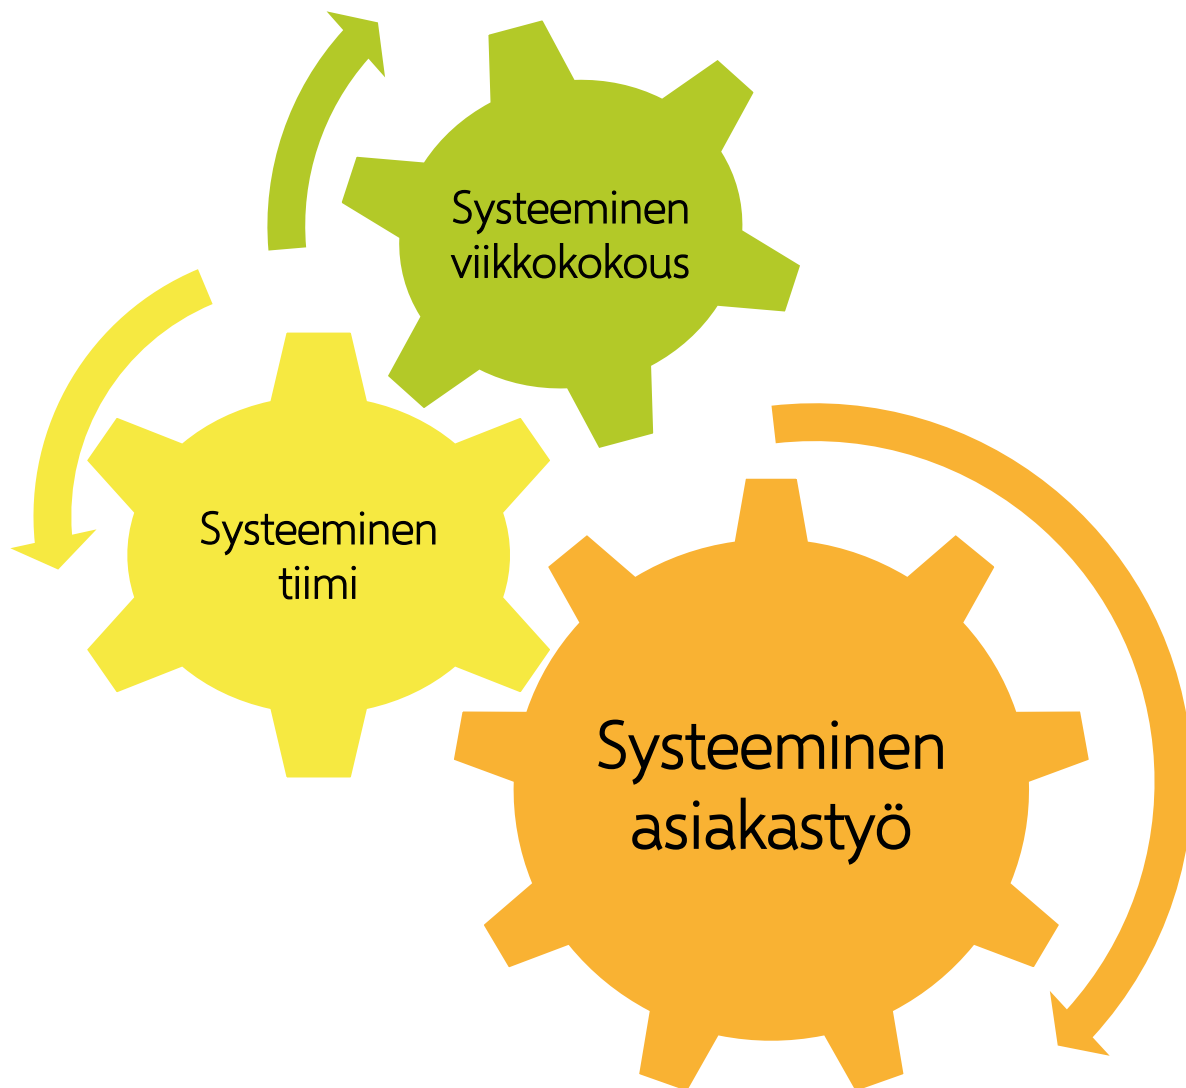 Systeeminen
viikkokokous
Systeeminen
tiimi
Systeeminen
asiakastyö